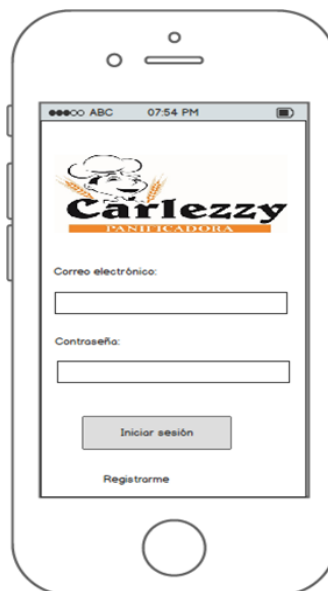 ●●●○○ ABC 07:54 PM
Carlezzy
PANIFICADORA
Correo electrónico:
Contraseña:
Iniciar sesión
Registrarme